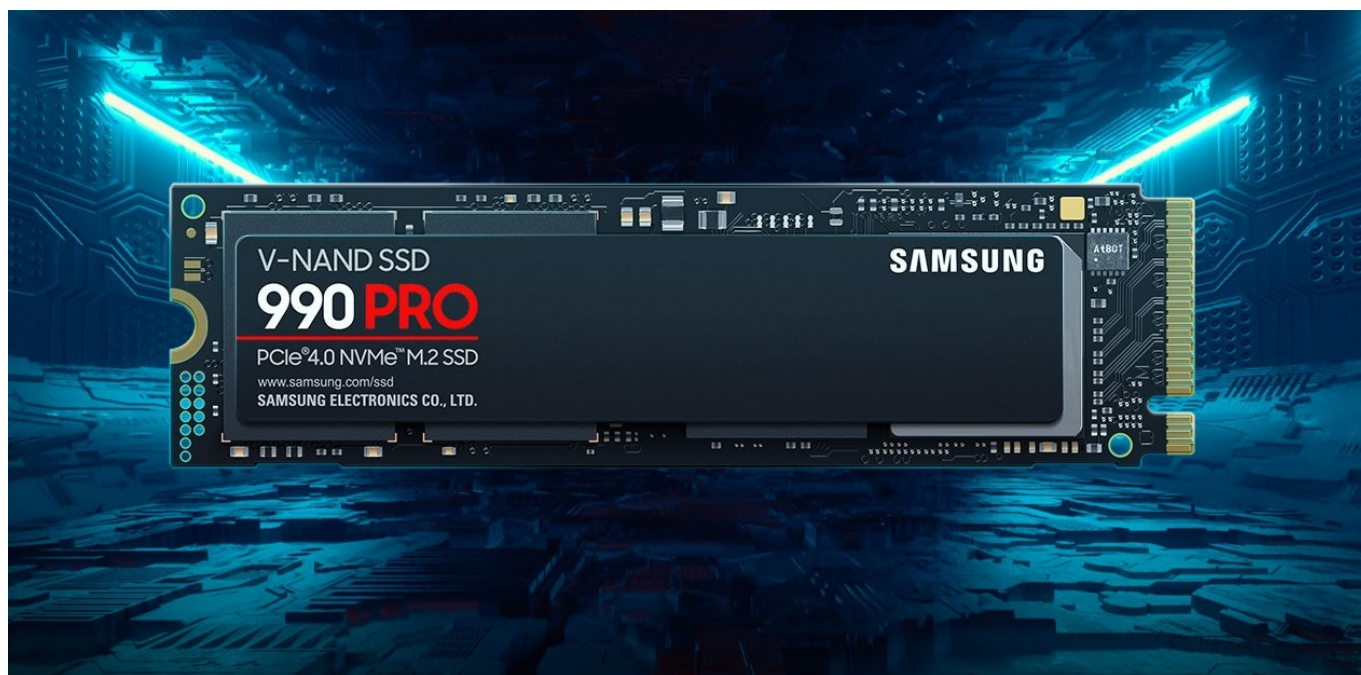 V-NAND SSD
SAMSUNG
990 PRO
PCIe®4.0 NVMe™ M.2 SSD
www.samsung.com/ssd
SAMSUNG ELECTRONICS CO., LTD.